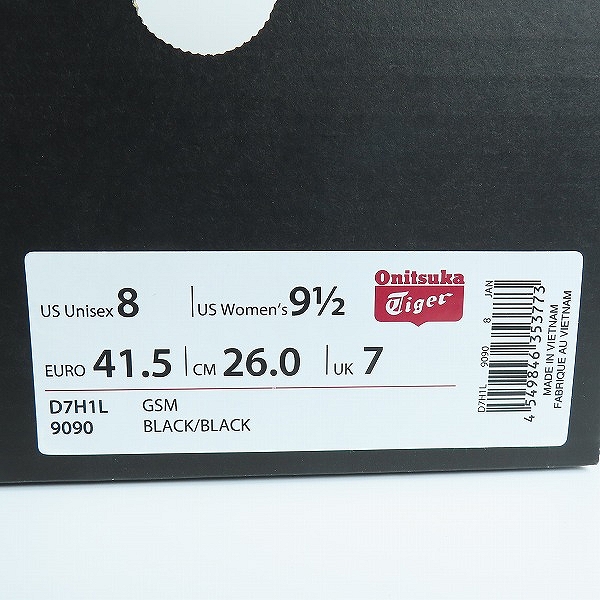 US Unisex 8 US Women's 9½
EURO 41.5 CM 26.0 UK 7
D7H1L GSM
9090 BLACK/BLACK
Onitsuka
Tiger
D7H1L 9090 8 JAN
4 549846 353773
MADE IN VIETNAM
FABRIQUE AU VIETNAM